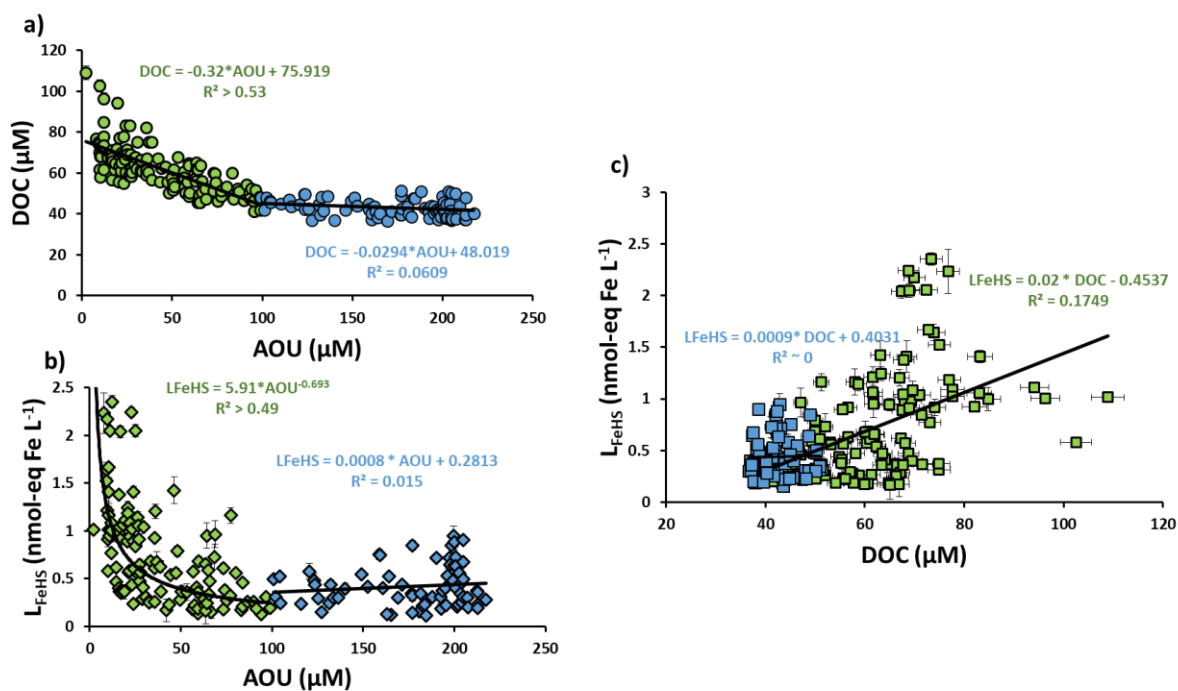 a)
120
100
80
60
40
20
0
DOC (µM)
DOC = -0.32*AOU + 75.919
R² > 0.53
DOC = -0.0294*AOU+ 48.019
R² = 0.0609
0 50 100 150 200 250
AOU (µM)
b)
2.5
2
1.5
1
0.5
0
LFeHS (nmol-eq Fe L-1)
LFeHS = 5.91*AOU-0.693
R² > 0.49
LFeHS = 0.0008 * AOU + 0.2813
R² = 0.015
0 50 100 150 200 250
AOU (µM)
c)
3
2.5
2
1.5
1
0.5
0
LFeHS (nmol-eq Fe L-1)
LFeHS = 0.02 * DOC - 0.4537
R² = 0.1749
LFeHS = 0.0009* DOC + 0.4031
R² ~ 0
20 40 60 80 100 120
DOC (µM)